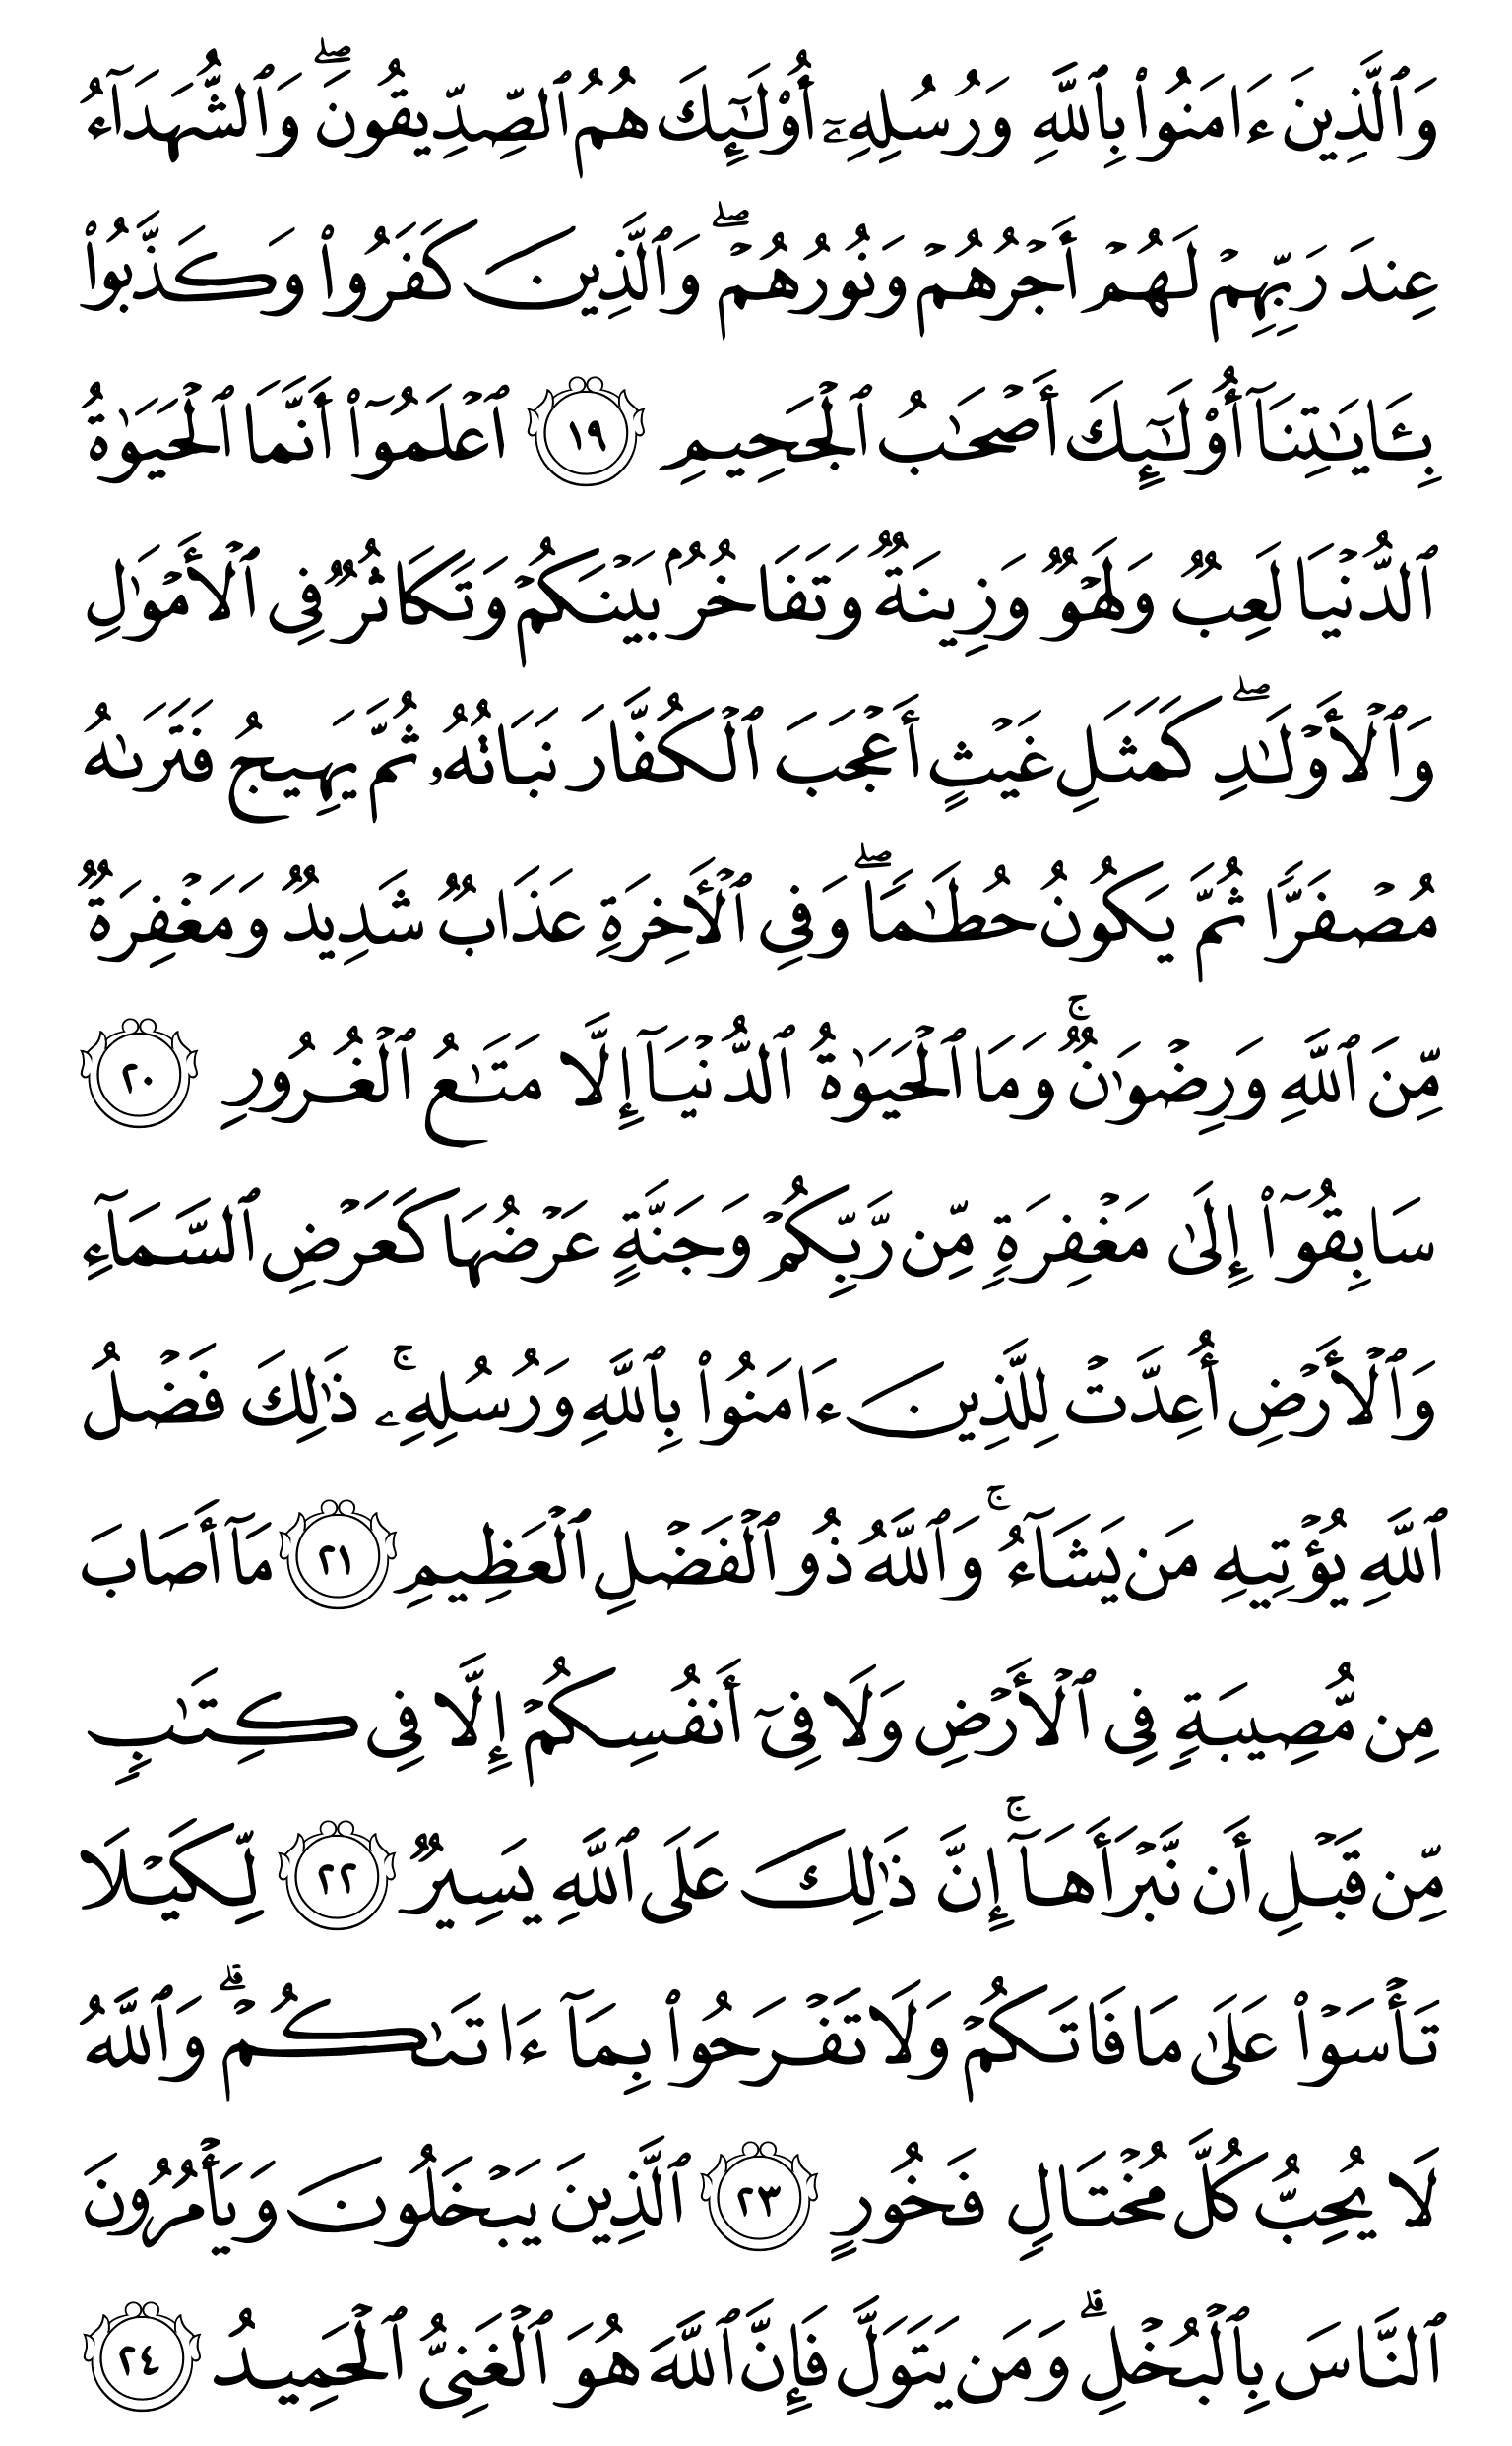 وَٱلَّذِينَ ءَامَنُوا۟ بِٱللَّهِ وَرُسُلِهِۦٓ أُو۟لَـٰٓئِكَ هُمُ ٱلصِّدِّيقُونَ ۖ وَٱلشُّهَدَآءُ
عِندَ رَبِّهِمْ لَهُمْ أَجْرُهُمْ وَنُورُهُمْ ۖ وَٱلَّذِينَ كَفَرُوا۟ وَكَذَّبُوا۟
بِـَٔايَـٰتِنَآ أُو۟لَـٰٓئِكَ أَصْحَـٰبُ ٱلْجَحِيمِ ١٩ ٱعْلَمُوٓا۟ أَنَّمَا ٱلْحَيَوٰةُ
ٱلدُّنْيَا لَعِبٌ وَلَهْوٌ وَزِينَةٌ وَتَفَاخُرٌۢ بَيْنَكُمْ وَتَكَاثُرٌ فِى ٱلْأَمْوَٰلِ
وَٱلْأَوْلَـٰدِ ۖ كَمَثَلِ غَيْثٍ أَعْجَبَ ٱلْكُفَّارَ نَبَاتُهُۥ ثُمَّ يَهِيجُ فَتَرَىٰهُ
مُصْفَرًّا ثُمَّ يَكُونُ حُطَـٰمًا ۖ وَفِى ٱلْـَٔاخِرَةِ عَذَابٌ شَدِيدٌ وَمَغْفِرَةٌ
مِّنَ ٱللَّهِ وَرِضْوَٰنٌ ۚ وَمَا ٱلْحَيَوٰةُ ٱلدُّنْيَآ إِلَّا مَتَـٰعُ ٱلْغُرُورِ ٢٠
سَابِقُوٓا۟ إِلَىٰ مَغْفِرَةٍ مِّن رَّبِّكُمْ وَجَنَّةٍ عَرْضُهَا كَعَرْضِ ٱلسَّمَآءِ
وَٱلْأَرْضِ أُعِدَّتْ لِلَّذِينَ ءَامَنُوا۟ بِٱللَّهِ وَرُسُلِهِۦ ۚ ذَٰلِكَ فَضْلُ
ٱللَّهِ يُؤْتِيهِ مَن يَشَآءُ ۚ وَٱللَّهُ ذُو ٱلْفَضْلِ ٱلْعَظِيمِ ٢١ مَآ أَصَابَ
مِن مُّصِيبَةٍ فِى ٱلْأَرْضِ وَلَا فِىٓ أَنفُسِكُمْ إِلَّا فِى كِتَـٰبٍ
مِّن قَبْلِ أَن نَّبْرَأَهَآ ۚ إِنَّ ذَٰلِكَ عَلَى ٱللَّهِ يَسِيرٌ ٢٢ لِّكَيْلَا
تَأْسَوْا۟ عَلَىٰ مَا فَاتَكُمْ وَلَا تَفْرَحُوا۟ بِمَآ ءَاتَىٰكُمْ ۗ وَٱللَّهُ
لَا يُحِبُّ كُلَّ مُخْتَالٍ فَخُورٍ ٢٣ ٱلَّذِينَ يَبْخَلُونَ وَيَأْمُرُونَ
ٱلنَّاسَ بِٱلْبُخْلِ ۗ وَمَن يَتَوَلَّ فَإِنَّ ٱللَّهَ هُوَ ٱلْغَنِىُّ ٱلْحَمِيدُ ٢٤